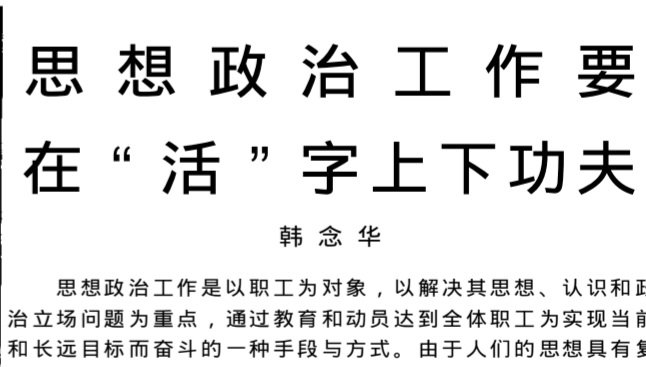 思想政治工作要
在“活”字上下功夫
韩念华
思想政治工作是以职工为对象，以解决其思想、认识和政
治立场问题为重点，通过教育和动员达到全体职工为实现当前
和长远目标而奋斗的一种手段与方式。由于人们的思想具有复